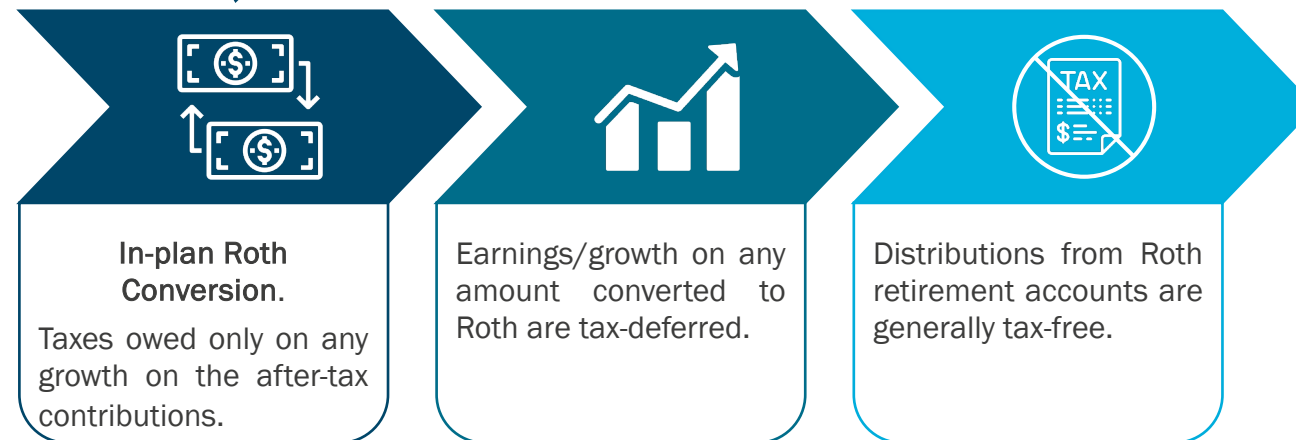 In-plan Roth
Conversion.
Taxes owed only on any
growth on the after-tax
contributions.
Earnings/growth on any
amount converted to
Roth are tax-deferred.
TAX
$
Distributions from Roth
retirement accounts are
generally tax-free.